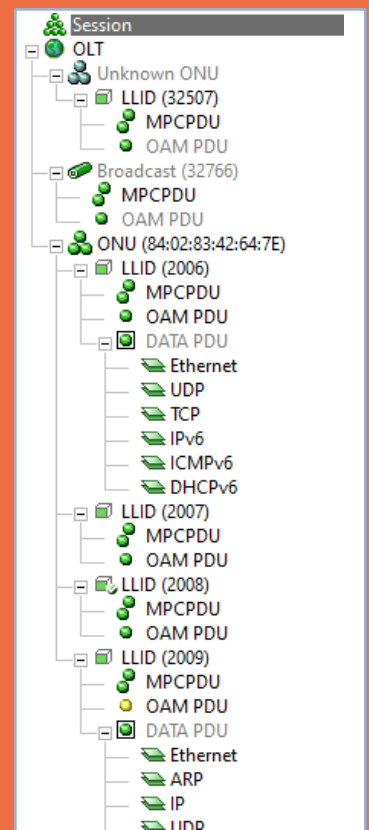 Session
OLT
Unknown ONU
LLID (32507)
MPCPDU
OAM PDU
Broadcast (32766)
MPCPDU
OAM PDU
ONU (84:02:83:42:64:7E)
LLID (2006)
MPCPDU
OAM PDU
DATA PDU
Ethernet
UDP
TCP
IPv6
ICMPv6
DHCPv6
LLID (2007)
MPCPDU
OAM PDU
LLID (2008)
MPCPDU
OAM PDU
LLID (2009)
MPCPDU
OAM PDU
DATA PDU
Ethernet
ARP
IP
UDP